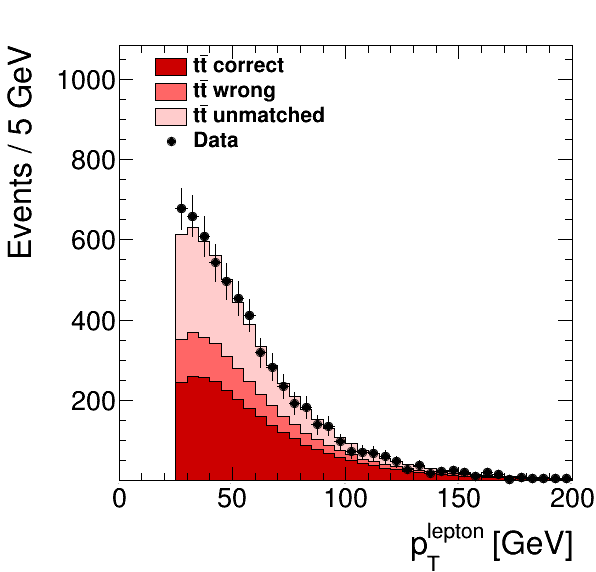 Events / 5 GeV
1000
800
600
400
200
tt̄ correct
tt̄ wrong
tt̄ unmatched
Data
0 50 100 150 200
p_T^lepton [GeV]